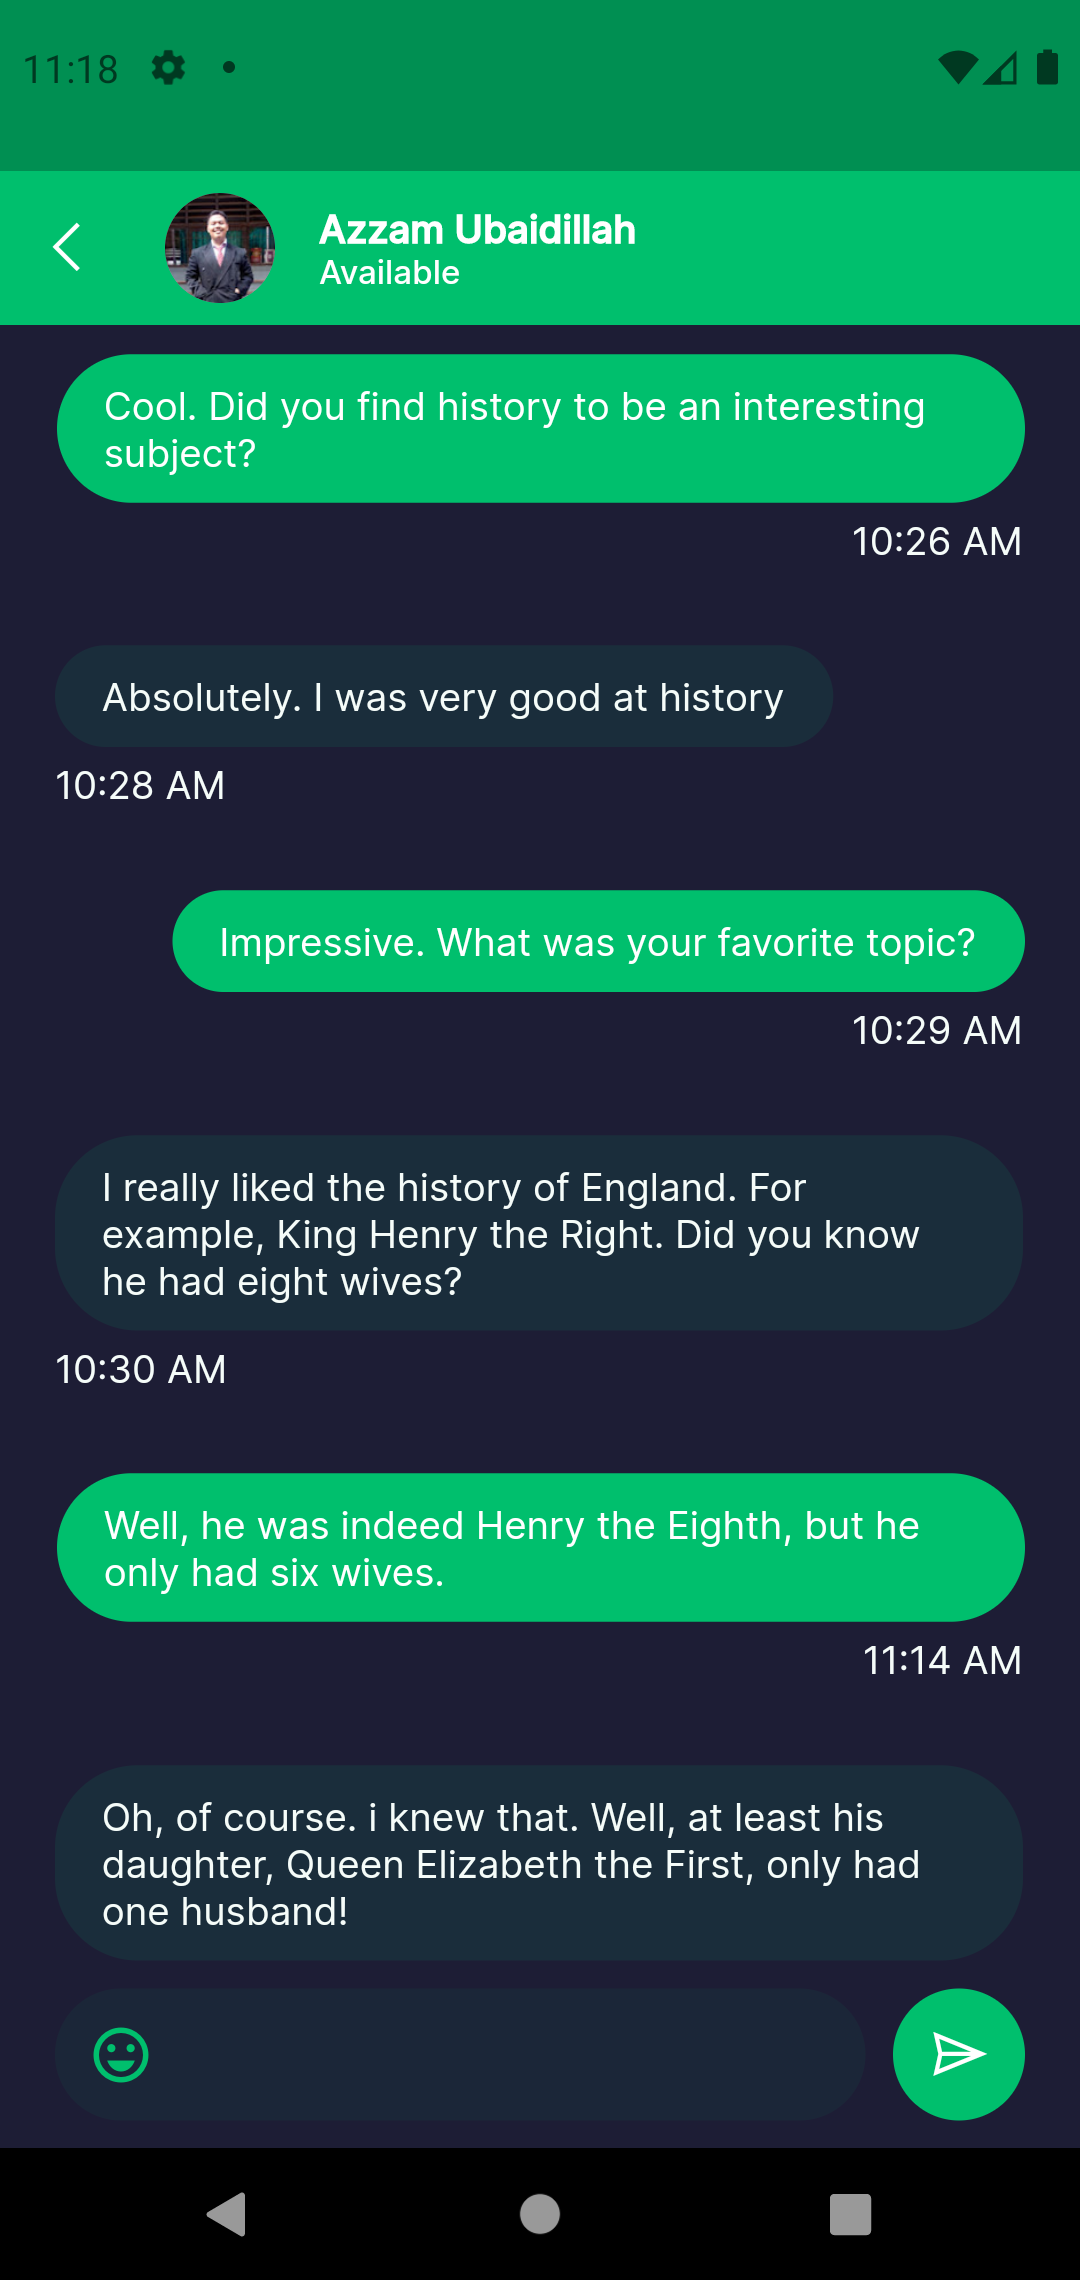 11:18
Azzam Ubaidillah
Available
Cool. Did you find history to be an interesting
subject?
10:26 AM
Absolutely. I was very good at history
10:28 AM
Impressive. What was your favorite topic?
10:29 AM
I really liked the history of England. For
example, King Henry the Right. Did you know
he had eight wives?
10:30 AM
Well, he was indeed Henry the Eighth, but he
only had six wives.
11:14 AM
Oh, of course. i knew that. Well, at least his
daughter, Queen Elizabeth the First, only had
one husband!